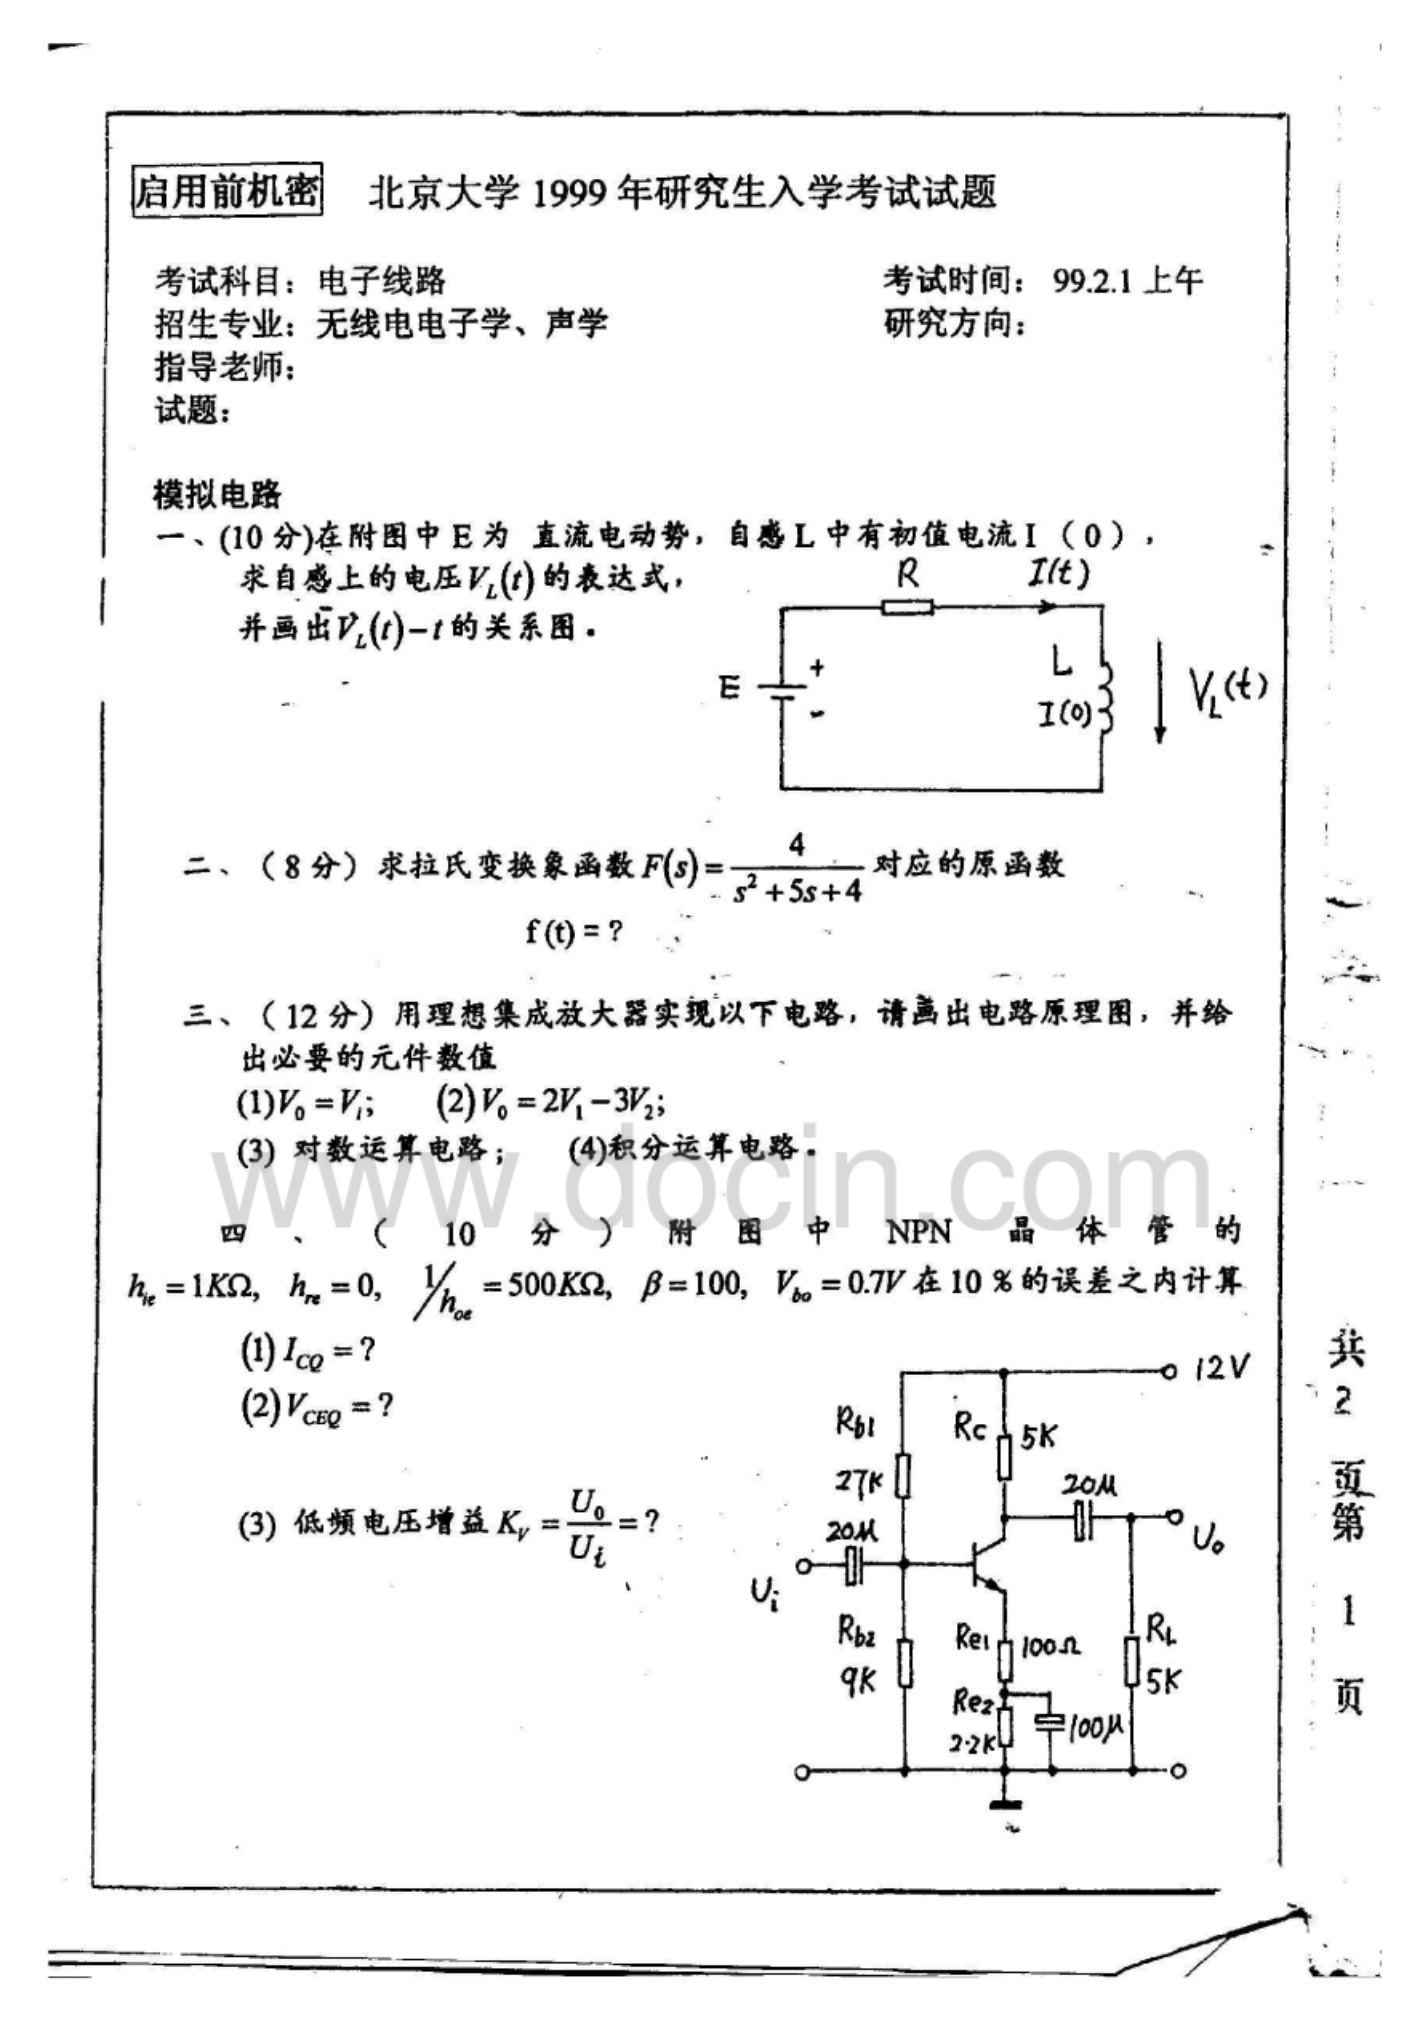 启用前机密 北京大学 1999 年研究生入学考试试题
考试科目：电子线路 考试时间： 99.2.1 上午
招生专业：无线电电子学、声学 研究方向：
指导老师：
试题：
模拟电路
一、(10 分)在附图中 E 为 直流电动势，自感 L 中有初值电流 I（0），
求自感上的电压 V_L(t) 的表达式，
并画出 V_L(t)－t 的关系图。
R I(t)
E + - L I(0) V_L(t)
二、（8 分）求拉氏变换象函数 F(s) = 4/(s²+5s+4) 对应的原函数
f (t) = ?
三、（12 分）用理想集成放大器实现以下电路，请画出电路原理图，并给
出必要的元件数值
(1) V₀ = V_i; (2) V₀ = 2V₁ − 3V₂;
(3) 对数运算电路； (4)积分运算电路。
www.docin.com
四、（10 分）附图中 NPN 晶体管的
h_ie = 1KΩ, h_re = 0, 1/h_oe = 500KΩ, β = 100, V_bo = 0.7V 在 10％的误差之内计算
(1) I_CQ = ?
(2) V_CEQ = ?
(3) 低频电压增益 K_V = U₀/U_i = ?
12V
Rb1 27K
Rc 5K
20μ
20μ
Ui
Uo
Rb2 9K
Re1 100Ω
RL 5K
Re2 2.2K
100μ
共 2 页 第 1 页